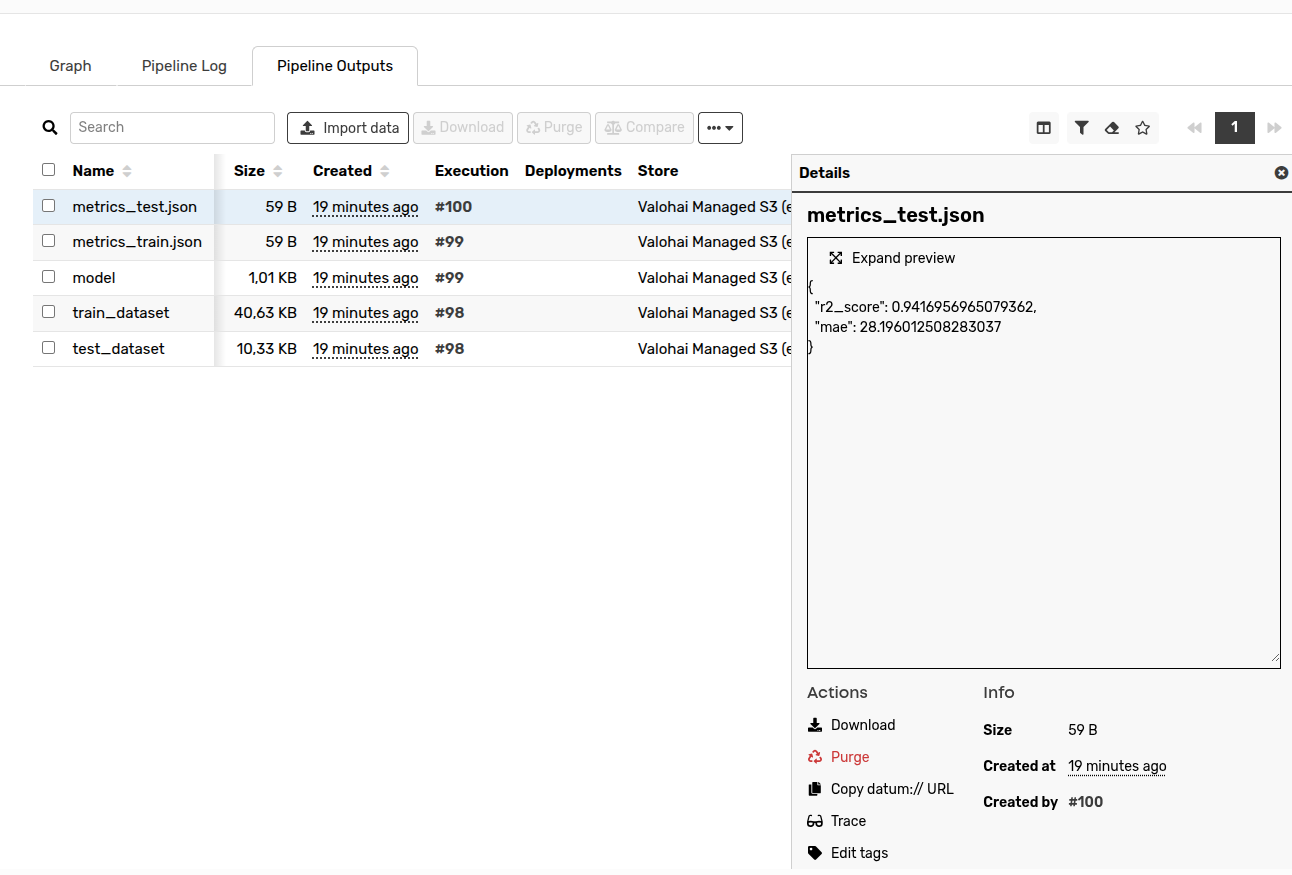 Graph Pipeline Log Pipeline Outputs
Search Import data Download Purge Compare 1
Name Size Created Execution Deployments Store
metrics_test.json 59 B 19 minutes ago #100 Valohai Managed S3 (e
metrics_train.json 59 B 19 minutes ago #99 Valohai Managed S3 (e
model 1,01 KB 19 minutes ago #99 Valohai Managed S3 (e
train_dataset 40,63 KB 19 minutes ago #98 Valohai Managed S3 (e
test_dataset 10,33 KB 19 minutes ago #98 Valohai Managed S3 (e
Details
metrics_test.json
Expand preview
{
"r2_score": 0.9416956965079362,
"mae": 28.196012508283037
}
Actions
Download
Purge
Copy datum:// URL
Trace
Edit tags
Info
Size 59 B
Created at 19 minutes ago
Created by #100